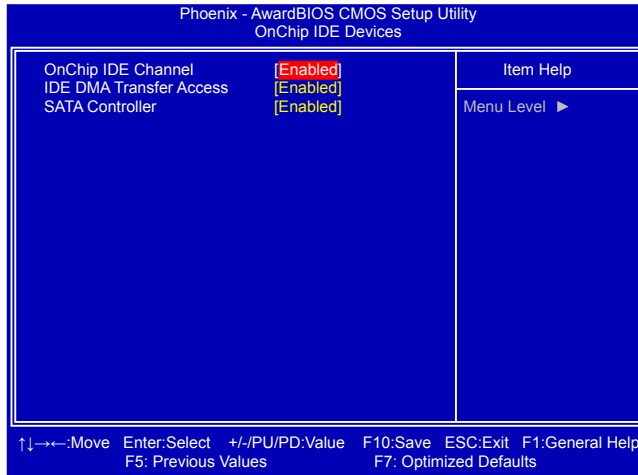 Phoenix - AwardBIOS CMOS Setup Utility
OnChip IDE Devices
OnChip IDE Channel [Enabled]
IDE DMA Transfer Access [Enabled]
SATA Controller [Enabled]
Item Help
Menu Level ►
↑↓→←:Move Enter:Select +/-/PU/PD:Value F10:Save ESC:Exit F1:General Help
F5: Previous Values F7: Optimized Defaults